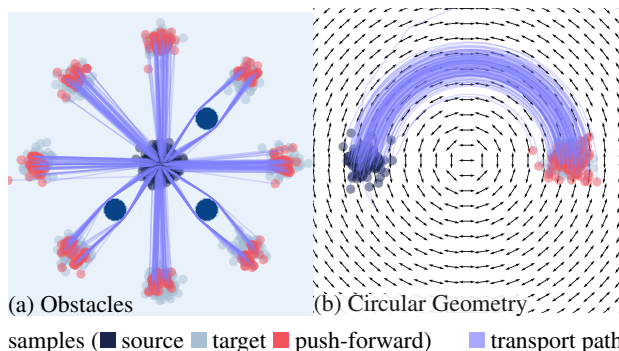 (a) Obstacles
(b) Circular Geometry
samples (source target push-forward) transport path